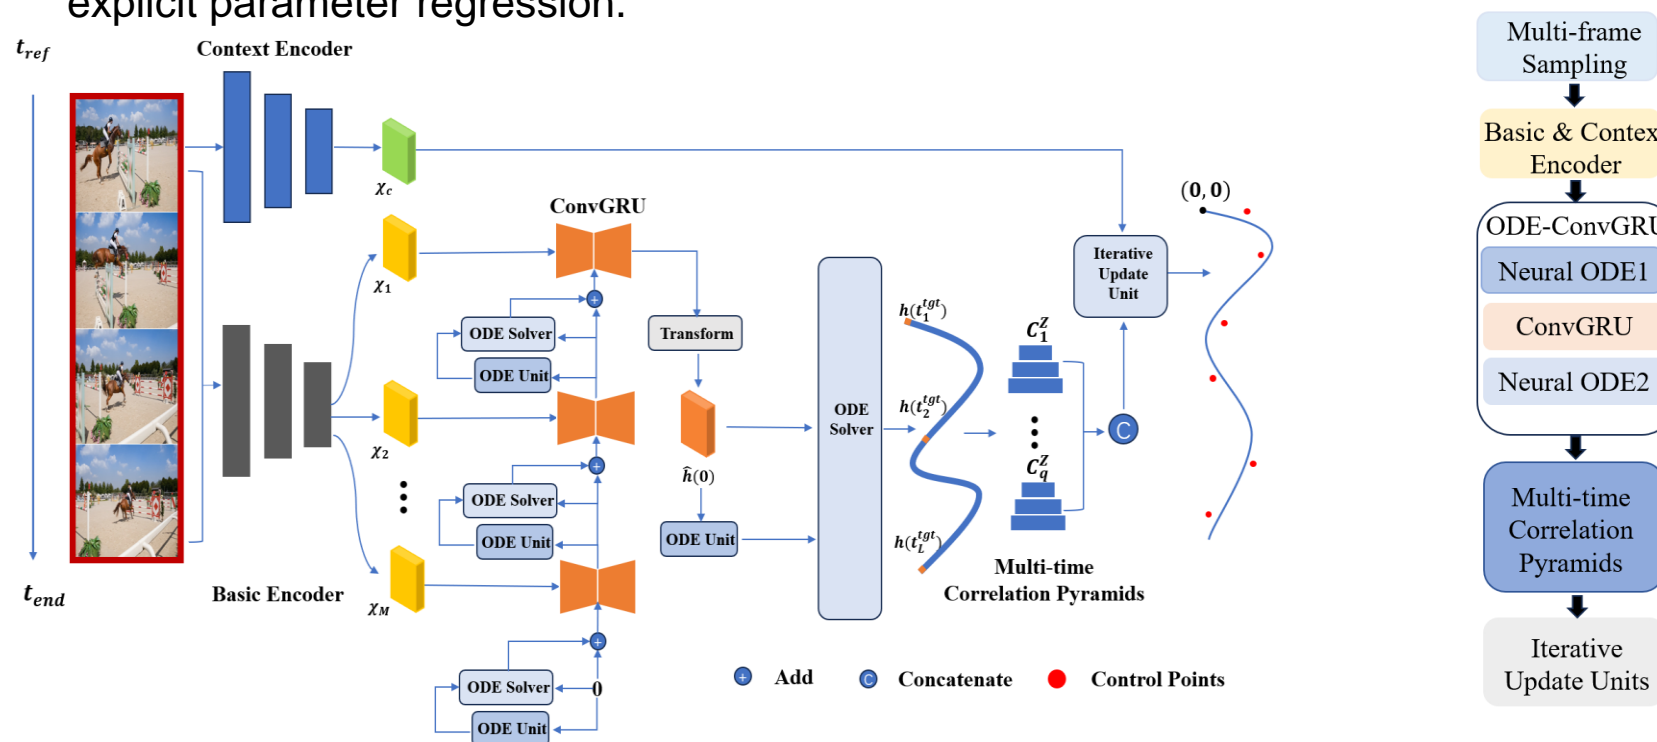 explicit parameter regression.
t_ref
Context Encoder
χ_c
ConvGRU
χ_1
ODE Solver
ODE Unit
+
Transform
χ_2
ĥ(0)
ODE Solver
ODE Unit
+
ODE Unit
χ_M
Basic Encoder
t_end
ODE Solver
ODE Unit
+
0
ODE
Solver
h(t_1^{tgt})
h(t_2^{tgt})
h(t_L^{tgt})
C_1^Z
C_q^Z
Multi-time
Correlation Pyramids
C
Iterative
Update
Unit
(0, 0)
+ Add
C Concatenate
Control Points
Multi-frame
Sampling
Basic & Contex
Encoder
ODE-ConvGRU
Neural ODE1
ConvGRU
Neural ODE2
Multi-time
Correlation
Pyramids
Iterative
Update Units